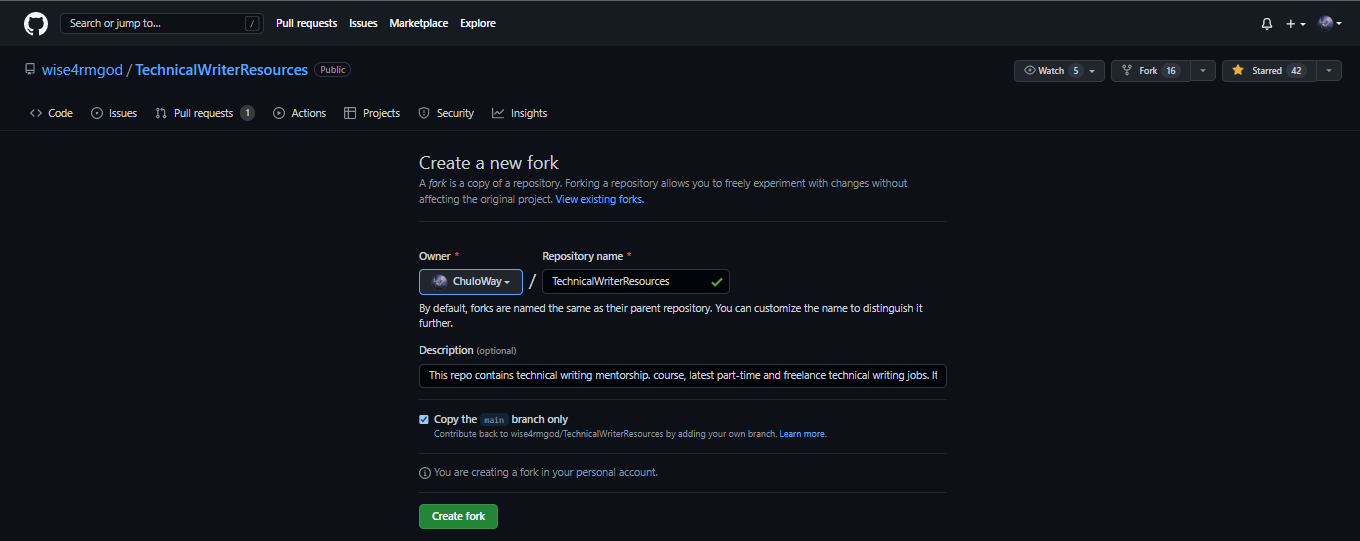 Search or jump to... /
Pull requests Issues Marketplace Explore
wise4rmgod / TechnicalWriterResources Public
Watch 5 Fork 16 Starred 42
Code Issues Pull requests 1 Actions Projects Security Insights
Create a new fork
A fork is a copy of a repository. Forking a repository allows you to freely experiment with changes without
affecting the original project. View existing forks.
Owner * Repository name *
ChuloWay / TechnicalWriterResources
By default, forks are named the same as their parent repository. You can customize the name to distinguish it
further.
Description (optional)
This repo contains technical writing mentorship. course, latest part-time and freelance technical writing jobs. It
Copy the main branch only
Contribute back to wise4rmgod/TechnicalWriterResources by adding your own branch. Learn more.
You are creating a fork in your personal account.
Create fork